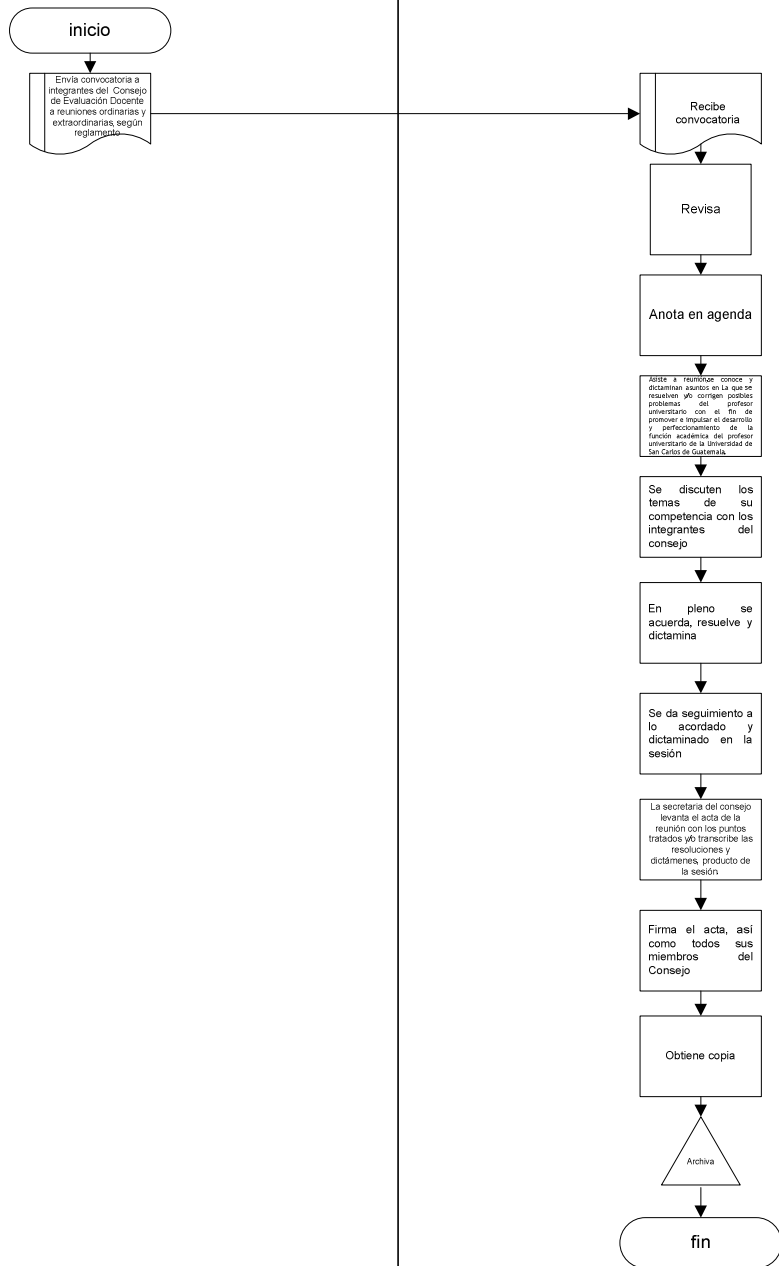 inicio
Envía convocatoria a
integrantes del Consejo
de Evaluación Docente
a reuniones ordinarias y
extraordinarias, según
reglamento
Recibe
convocatoria
Revisa
Anota en agenda
Asiste a reunión,se conoce y
dictaminan asuntos en La que se
resuelven y/o corrigen posibles
problemas del profesor
universitario con el fin de
promover e impulsar el desarrollo
y perfeccionamiento de la
función académica del profesor
universitario de la Universidad de
San Carlos de Guatemala.
Se discuten los
temas de su
competencia con los
integrantes del
consejo
En pleno se
acuerda, resuelve y
dictamina
Se da seguimiento a
lo acordado y
dictaminado en la
sesión
La secretaria del consejo
levanta el acta de la
reunión con los puntos
tratados y/o transcribe las
resoluciones y
dictámenes, producto de
la sesión.
Firma el acta, así
como todos sus
miembros del
Consejo
Obtiene copia
Archiva
fin